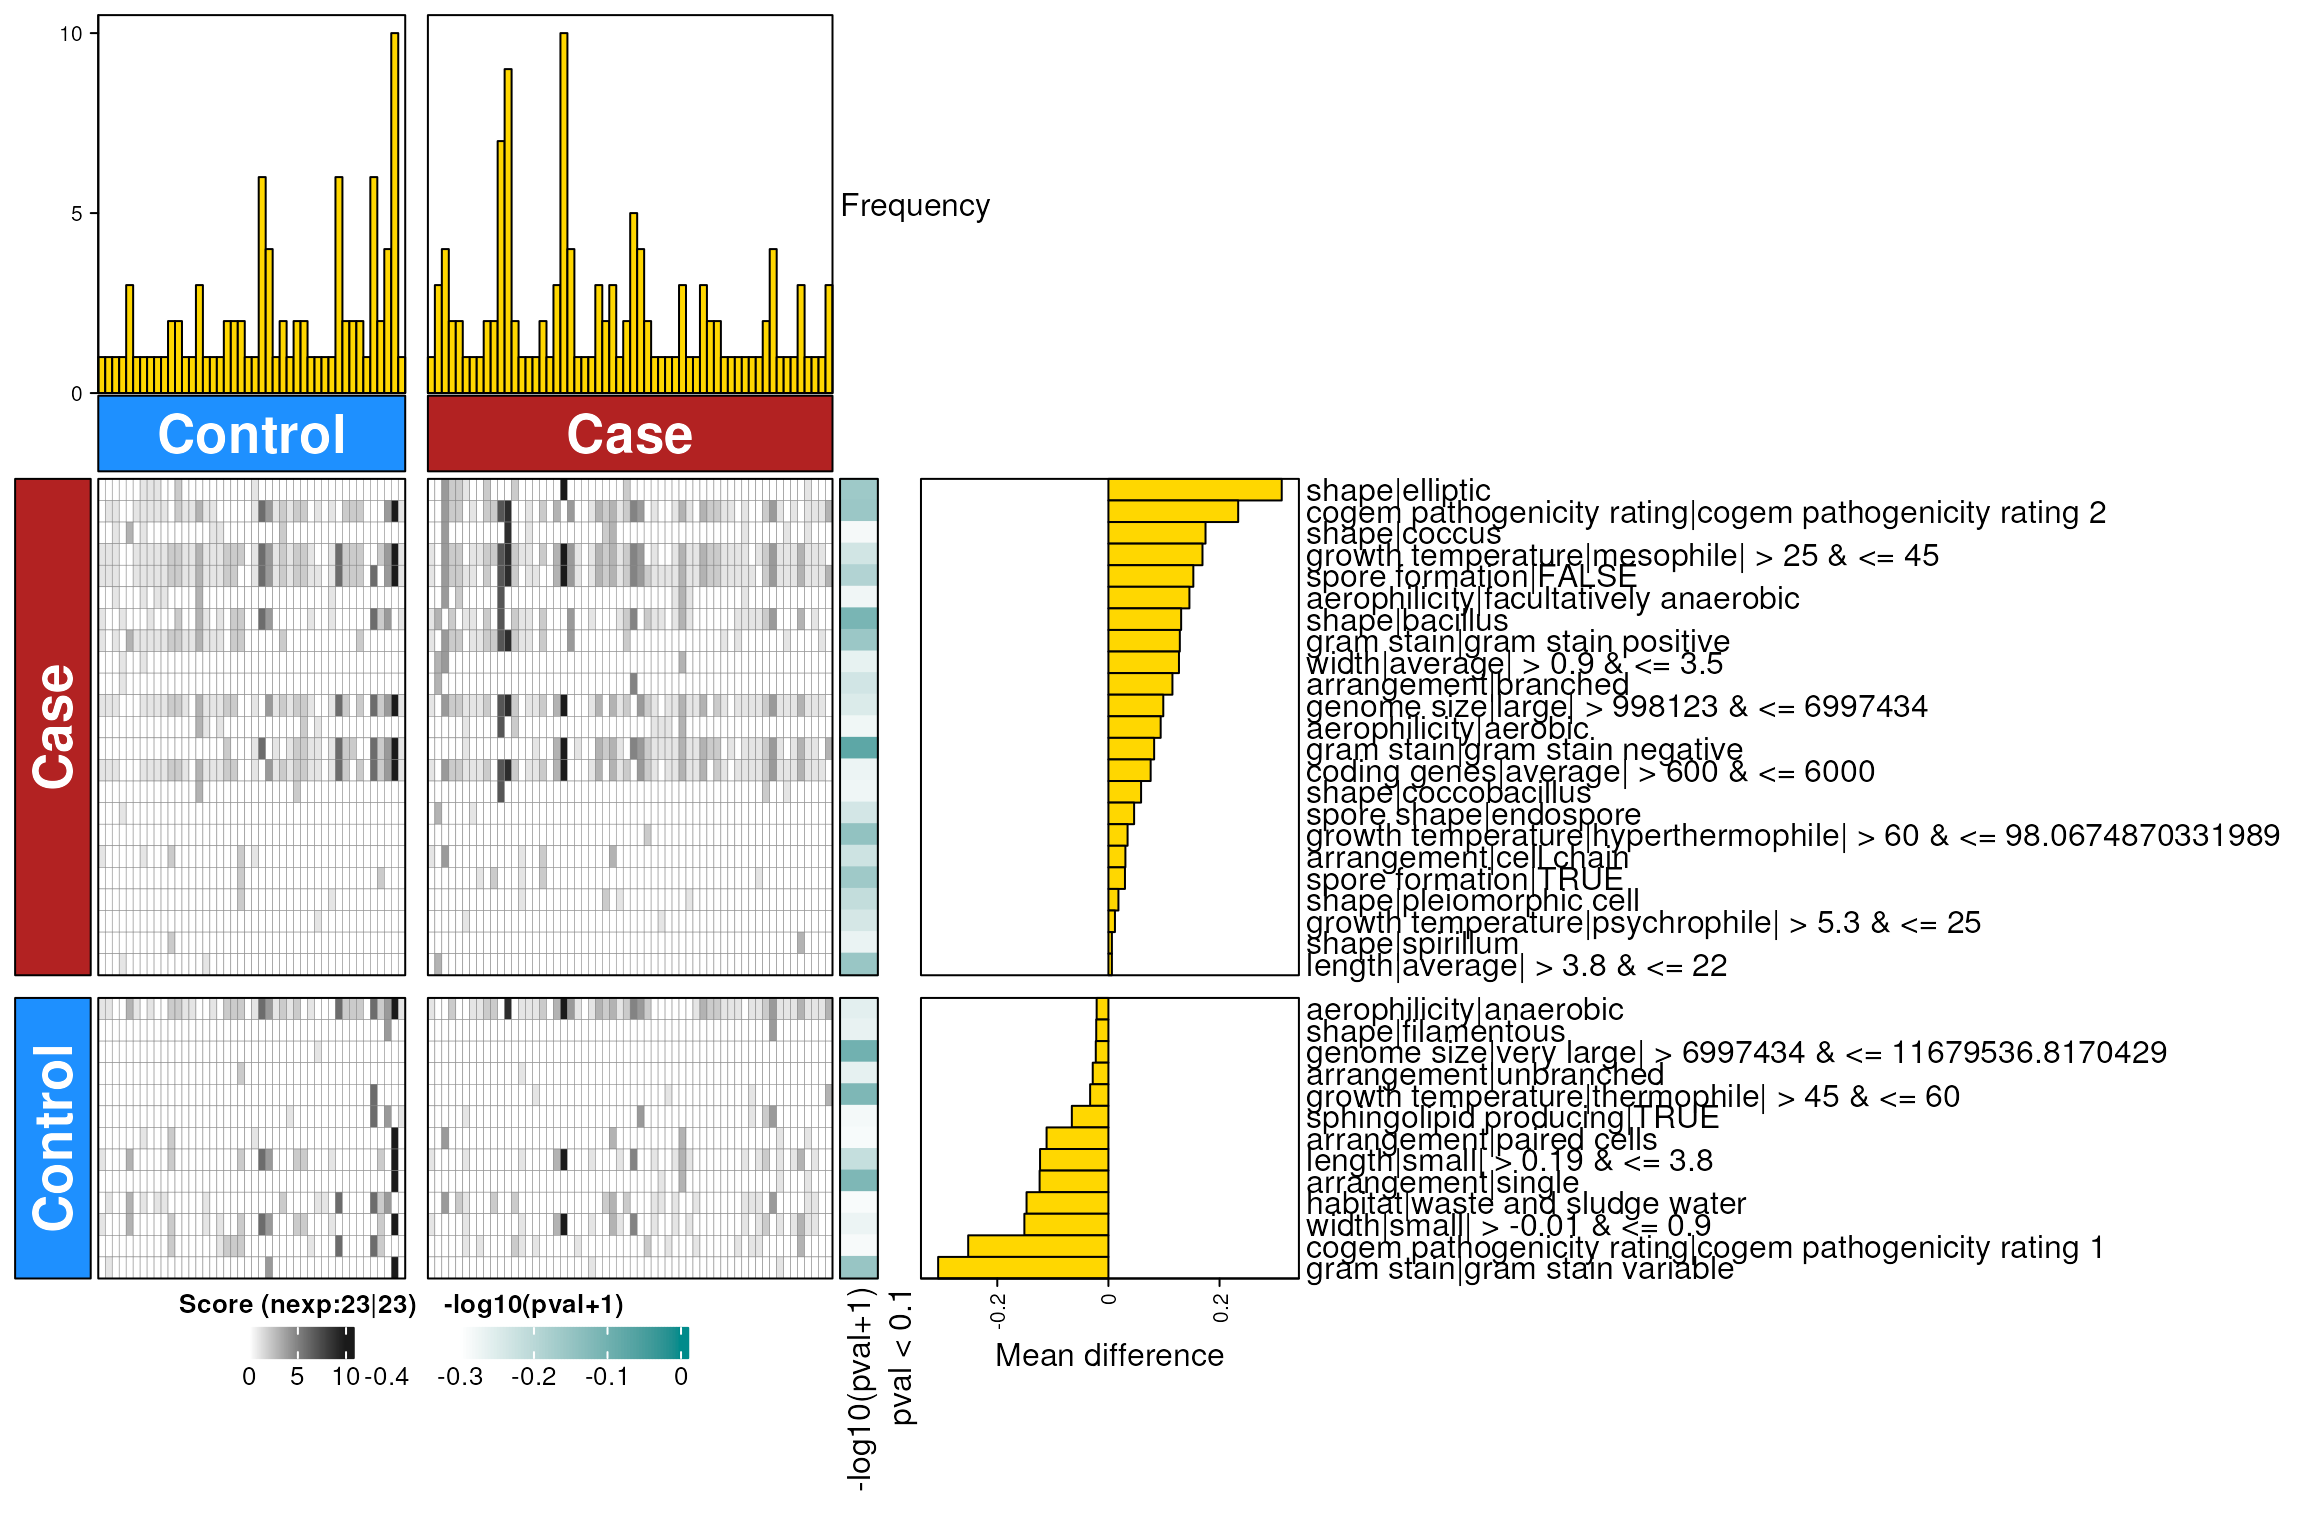 10
5
0
Frequency
Control
Case
Case
shape|elliptic
cogem pathogenicity rating|cogem pathogenicity rating 2
shape|coccus
growth temperature|mesophile| > 25 & <= 45
spore formation|FALSE
aerophilicity|facultatively anaerobic
shape|bacillus
gram stain|gram stain positive
width|average| > 0.9 & <= 3.5
arrangement|branched
genome size|large| > 998123 & <= 6997434
aerophilicity|aerobic
gram stain|gram stain negative
coding genes|average| > 600 & <= 6000
shape|coccobacillus
spore shape|endospore
growth temperature|hyperthermophile| > 60 & <= 98.0674870331989
arrangement|cell chain
spore formation|TRUE
shape|pleiomorphic cell
growth temperature|psychrophile| > 5.3 & <= 25
shape|spirillum
length|average| > 3.8 & <= 22
Control
aerophilicity|anaerobic
shape|filamentous
genome size|very large| > 6997434 & <= 11679536.8170429
arrangement|unbranched
growth temperature|thermophile| > 45 & <= 60
sphingolipid producing|TRUE
arrangement|paired cells
length|small| > 0.19 & <= 3.8
arrangement|single
habitat|waste and sludge water
width|small| > -0.01 & <= 0.9
cogem pathogenicity rating|cogem pathogenicity rating 1
gram stain|gram stain variable
Score (nexp:23|23)
0 5 10
-log10(pval+1)
-0.4 -0.3 -0.2 -0.1 0
-log10(pval+1)
pval < 0.1
-0.2 0 0.2
Mean difference